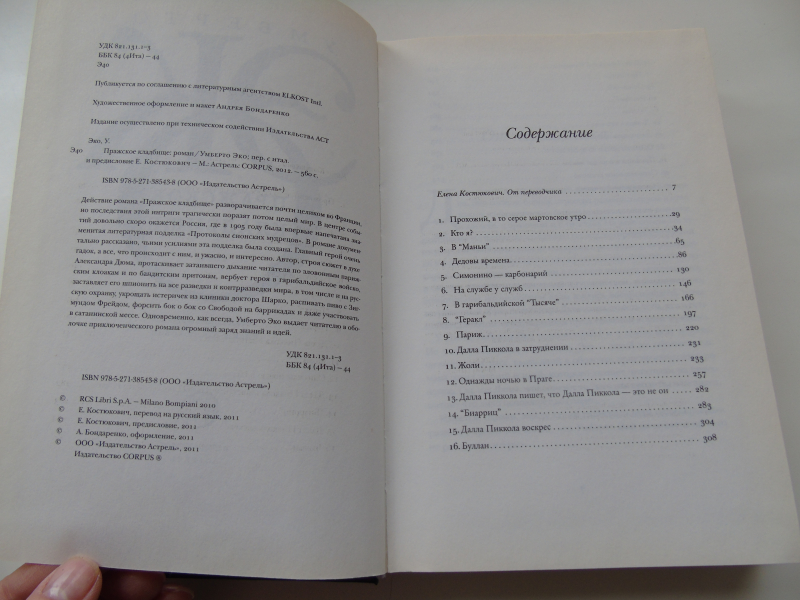 УДК 821.131.1-3
ББК 84 (4Ита) – 44
Э40
Публикуется по соглашению с литературным агентством ELKOST Intl.
Художественное оформление и макет Андрея Бондаренко
Издание осуществлено при техническом содействии Издательства АСТ
Эко, У.
Э40 Пражское кладбище: роман / Умберто Эко; пер. с итал.
и предисловие Е. Костюкович – М.: Астрель: CORPUS, 2012. – 560 с.
ISBN 978-5-271-38543-8 (ООО «Издательство Астрель»)
Действие романа «Пражское кладбище» разворачивается почти целиком во Франции,
но последствия этой интриги трагически поразят потом целый мир. В центре собы-
тий довольно скоро окажется Россия, где в 1905 году была впервые напечатана зна-
менитая литературная подделка «Протоколы сионских мудрецов». В романе доскона-
тально рассказано, чьими усилиями эта подделка была создана. Главный герой очень
гадок, а все, что происходит с ним, и ужасно, и интересно. Автор, строя сюжет в духе
Александра Дюма, протаскивает затаившего дыхание читателя по зловонным париж-
ским клоакам и по бандитским притонам, вербует героя в гарибальдийское войско,
заставляет его шпионить на все разведки и контрразведки мира, в том числе и на рус-
скую охранку, укрощать истеричек из клиники доктора Шарко, распивать пиво с Зиг-
мундом Фрейдом, форсить бок о бок со Свободой на баррикадах и даже участвовать
в сатанинской мессе. Одновременно, как всегда, Умберто Эко выдает читателю в обо-
лочке приключенческого романа огромный заряд знаний и идей.
УДК 821.131.1-3
ББК 84 (4Ита) – 44
ISBN 978-5-271-38543-8 (ООО «Издательство Астрель»)
© RCS Libri S.p.A. – Milano Bompiani 2010
© Е. Костюкович, перевод на русский язык, 2011
© Е. Костюкович, предисловие, 2011
© А. Бондаренко, оформление, 2011
© ООО «Издательство Астрель», 2011
Издательство CORPUS ®
Содержание
Елена Костюкович. От переводчика 7
1. Прохожий, в то серое мартовское утро 29
2. Кто я? 34
3. В "Маньи" 65
4. Дедовы времена 86
5. Симонино — карбонарий 130
6. На службе у служб 146
7. В гарибальдийской "Тысяче" 166
8. "Геракл" 197
9. Париж 220
10. Далла Пиккола в затруднении 231
11. Жоли 233
12. Однажды ночью в Праге 257
13. Далла Пиккола пишет, что Далла Пиккола — это не он 282
14. "Биарриц" 283
15. Далла Пиккола воскрес 304
16. Буллан 308